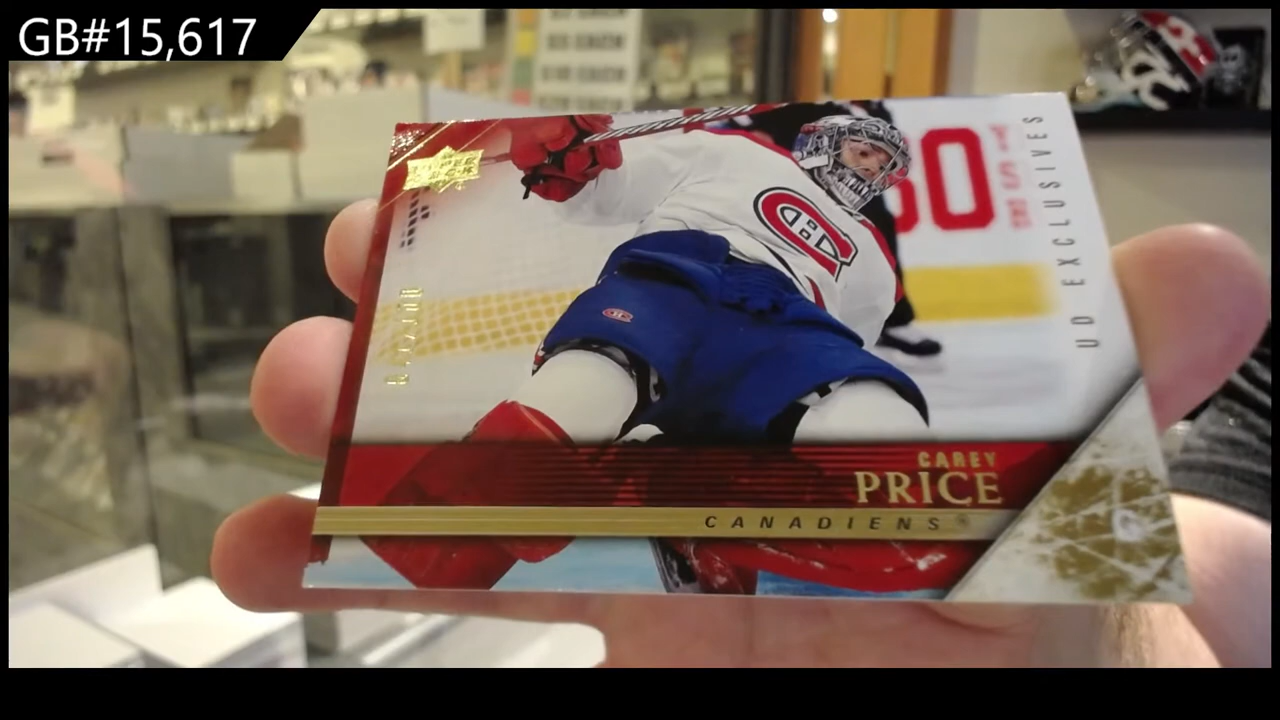 GB#15,617
UPPER DECK
UD EXCLUSIVES
CAREY
PRICE
CANADIENS